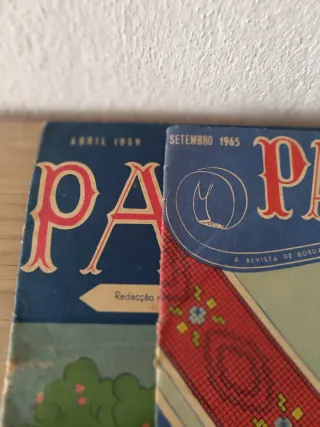 ABRIL 1959
PA
Redacção
SETEMBRO 1965
PA
A REVISTA DE BORDA